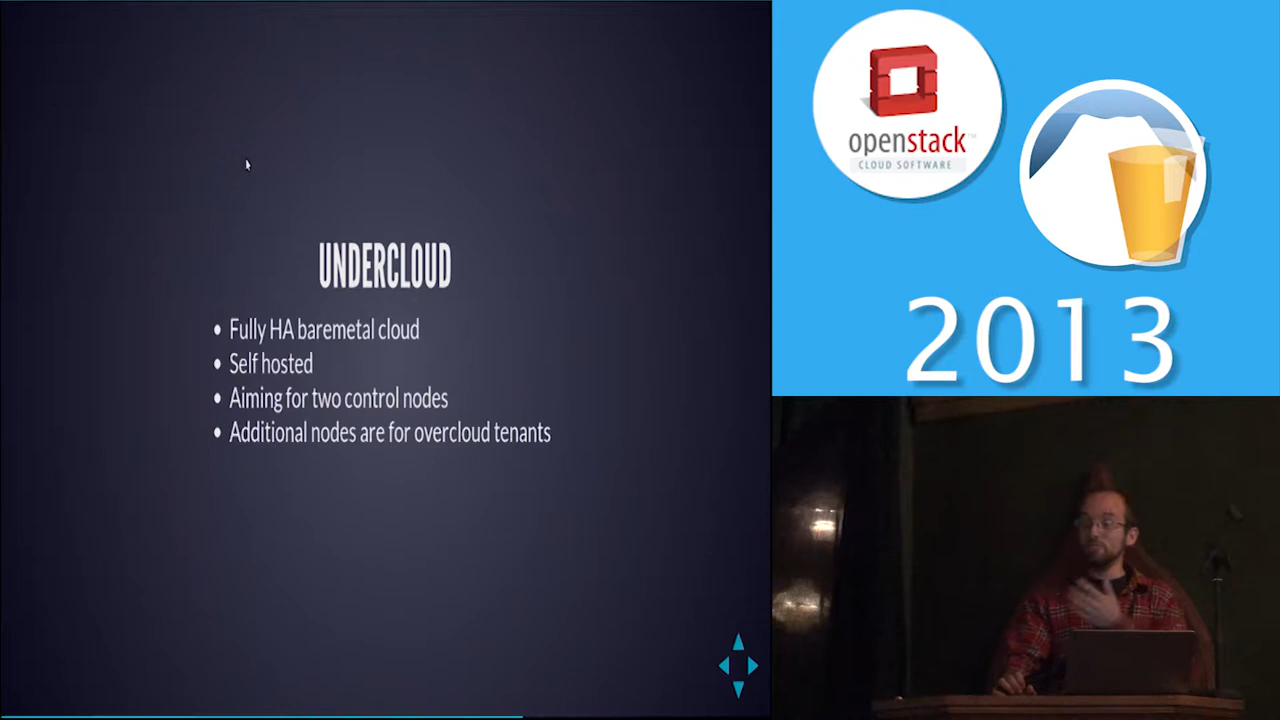 UNDERCLOUD
• Fully HA baremetal cloud
• Self hosted
• Aiming for two control nodes
• Additional nodes are for overcloud tenants
openstack™
CLOUD SOFTWARE
2013